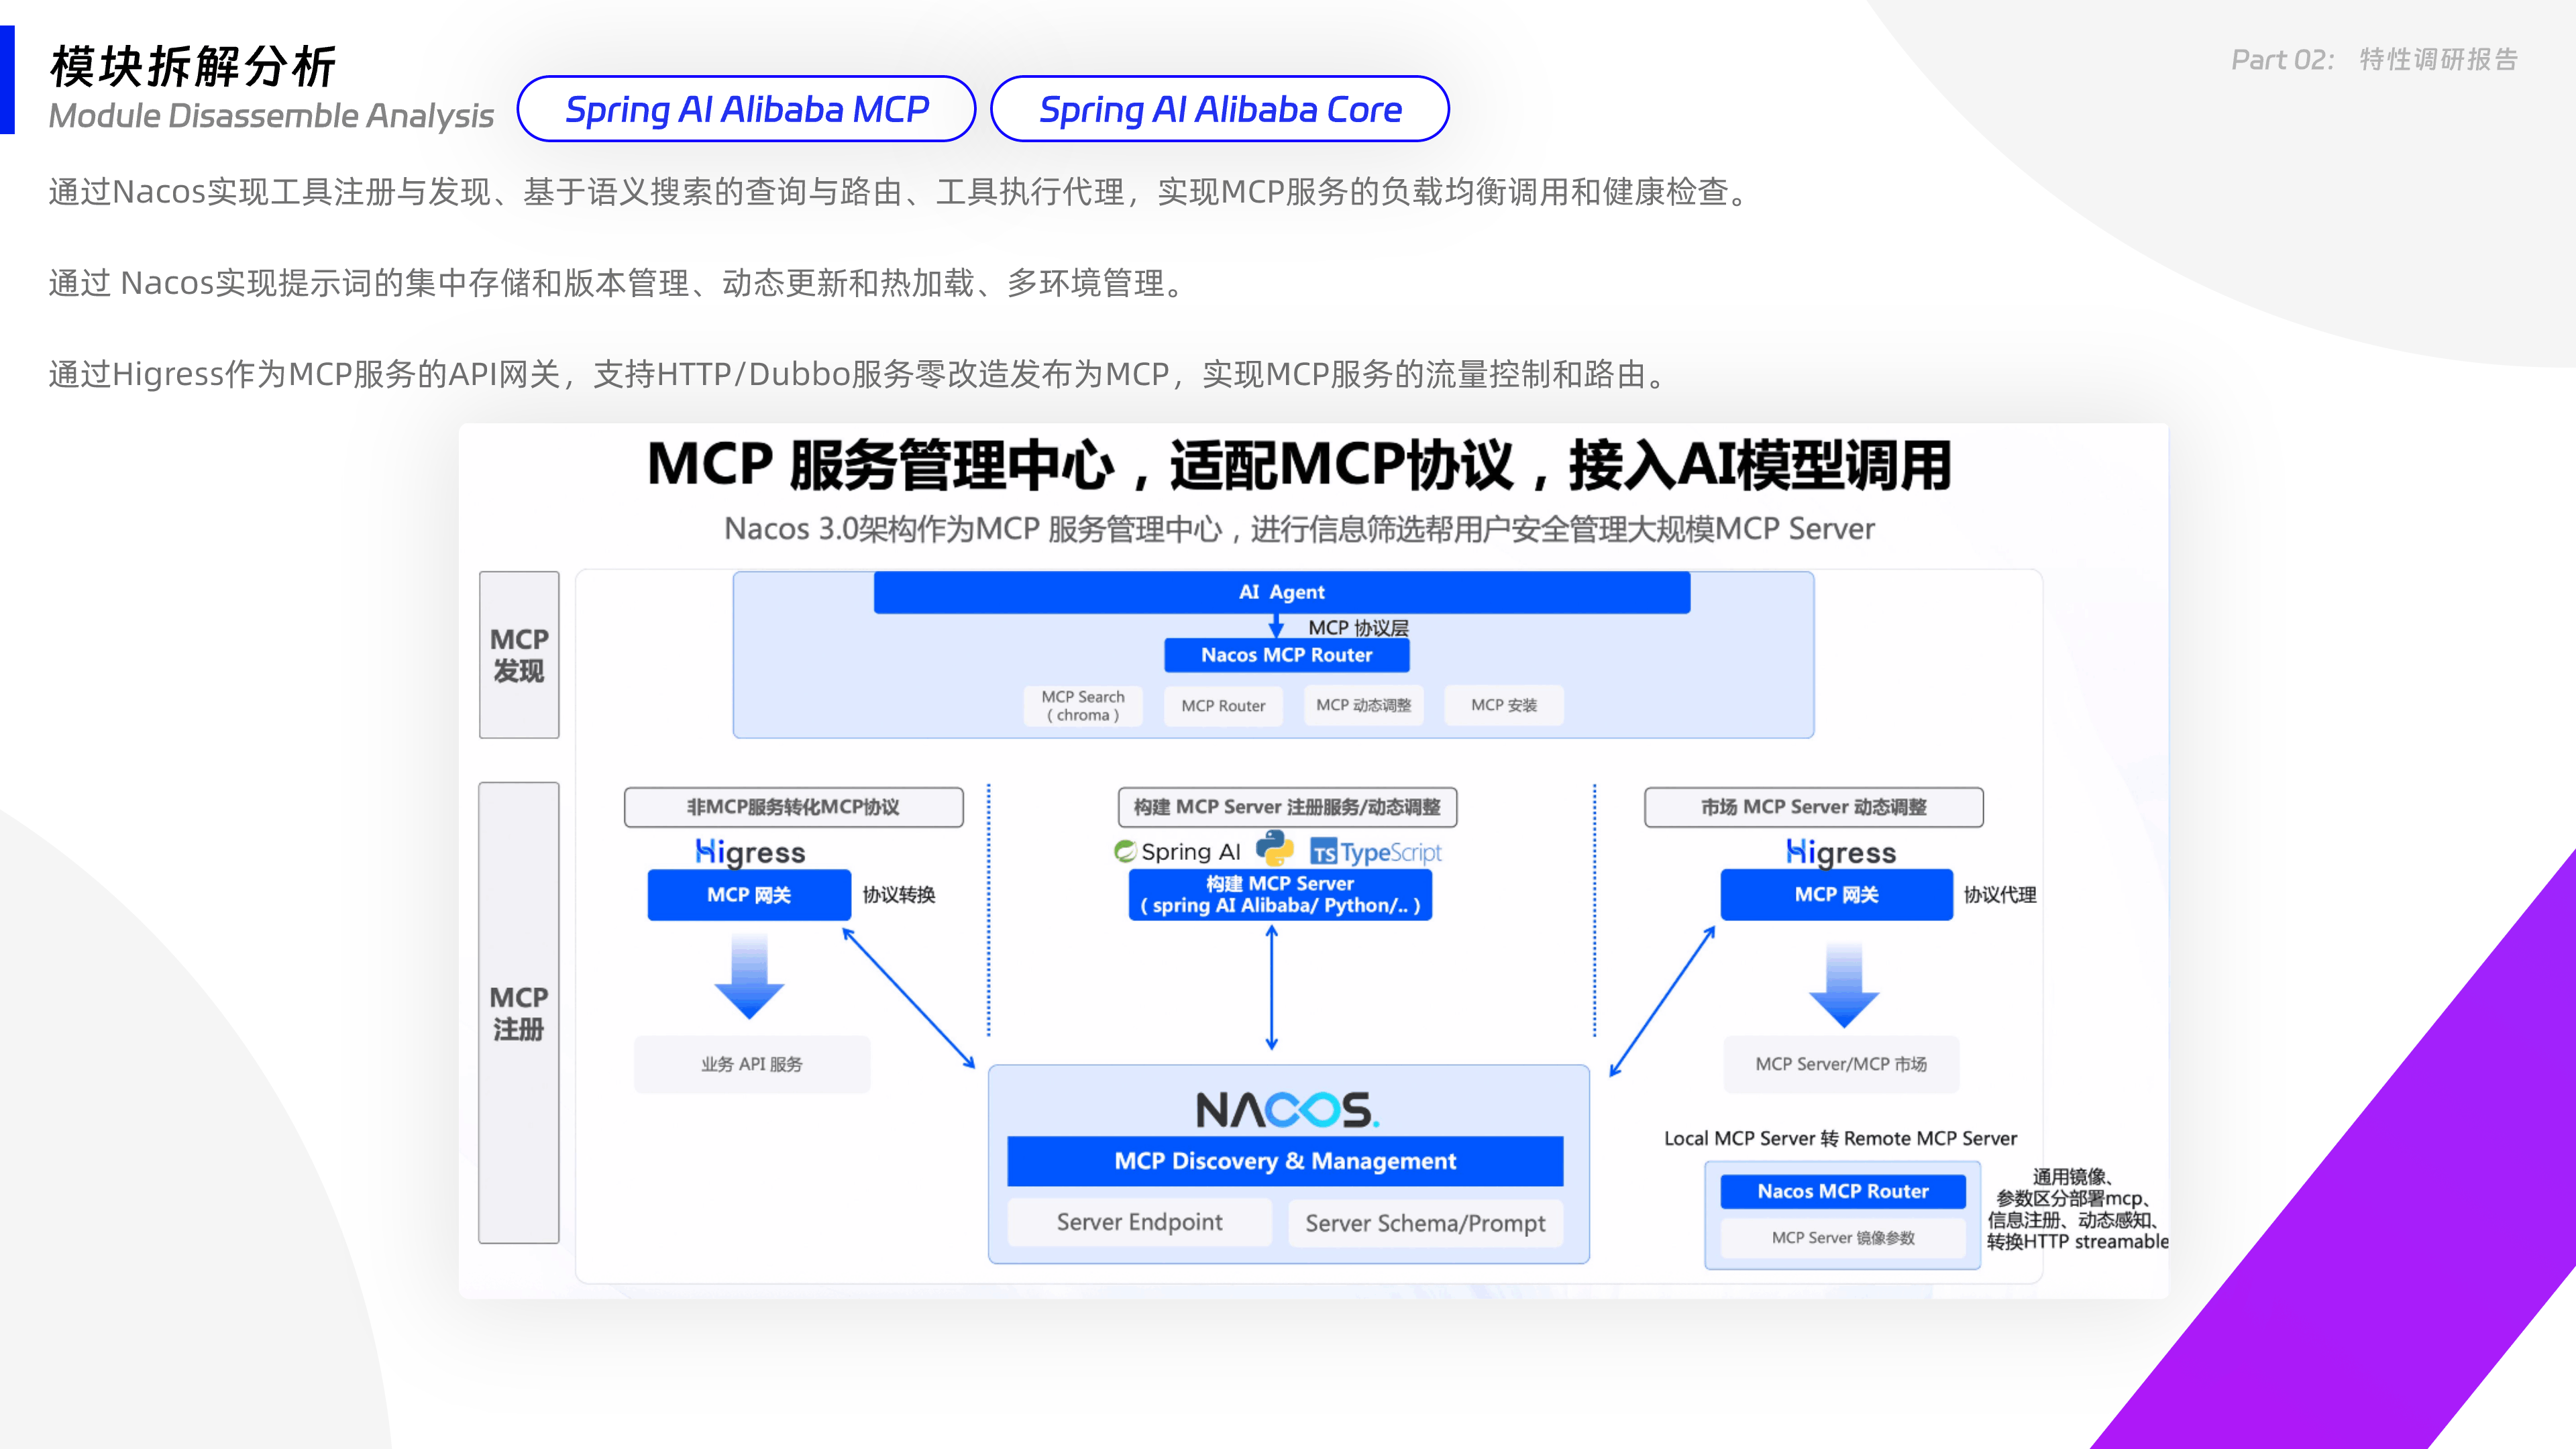 模块拆解分析
Module Disassemble Analysis
Spring AI Alibaba MCP
Spring AI Alibaba Core
Part 02: 特性调研报告
通过Nacos实现工具注册与发现、基于语义搜索的查询与路由、工具执行代理，实现MCP服务的负载均衡调用和健康检查。
通过 Nacos实现提示词的集中存储和版本管理、动态更新和热加载、多环境管理。
通过Higress作为MCP服务的API网关，支持HTTP/Dubbo服务零改造发布为MCP，实现MCP服务的流量控制和路由。
MCP 服务管理中心，适配MCP协议，接入AI模型调用
Nacos 3.0架构作为MCP 服务管理中心，进行信息筛选帮用户安全管理大规模MCP Server
MCP
发现
AI Agent
MCP 协议层
Nacos MCP Router
MCP Search
( chroma )
MCP Router
MCP 动态调整
MCP 安装
MCP
注册
非MCP服务转化MCP协议
Higress
MCP 网关
协议转换
业务 API 服务
构建 MCP Server 注册服务/动态调整
Spring AI
TS TypeScript
构建 MCP Server
( spring AI Alibaba/ Python/.. )
NACOS.
MCP Discovery & Management
Server Endpoint
Server Schema/Prompt
市场 MCP Server 动态调整
Higress
MCP 网关
协议代理
MCP Server/MCP 市场
Local MCP Server 转 Remote MCP Server
Nacos MCP Router
MCP Server 镜像参数
通用镜像、
参数区分部署mcp、
信息注册、动态感知、
转换HTTP streamable